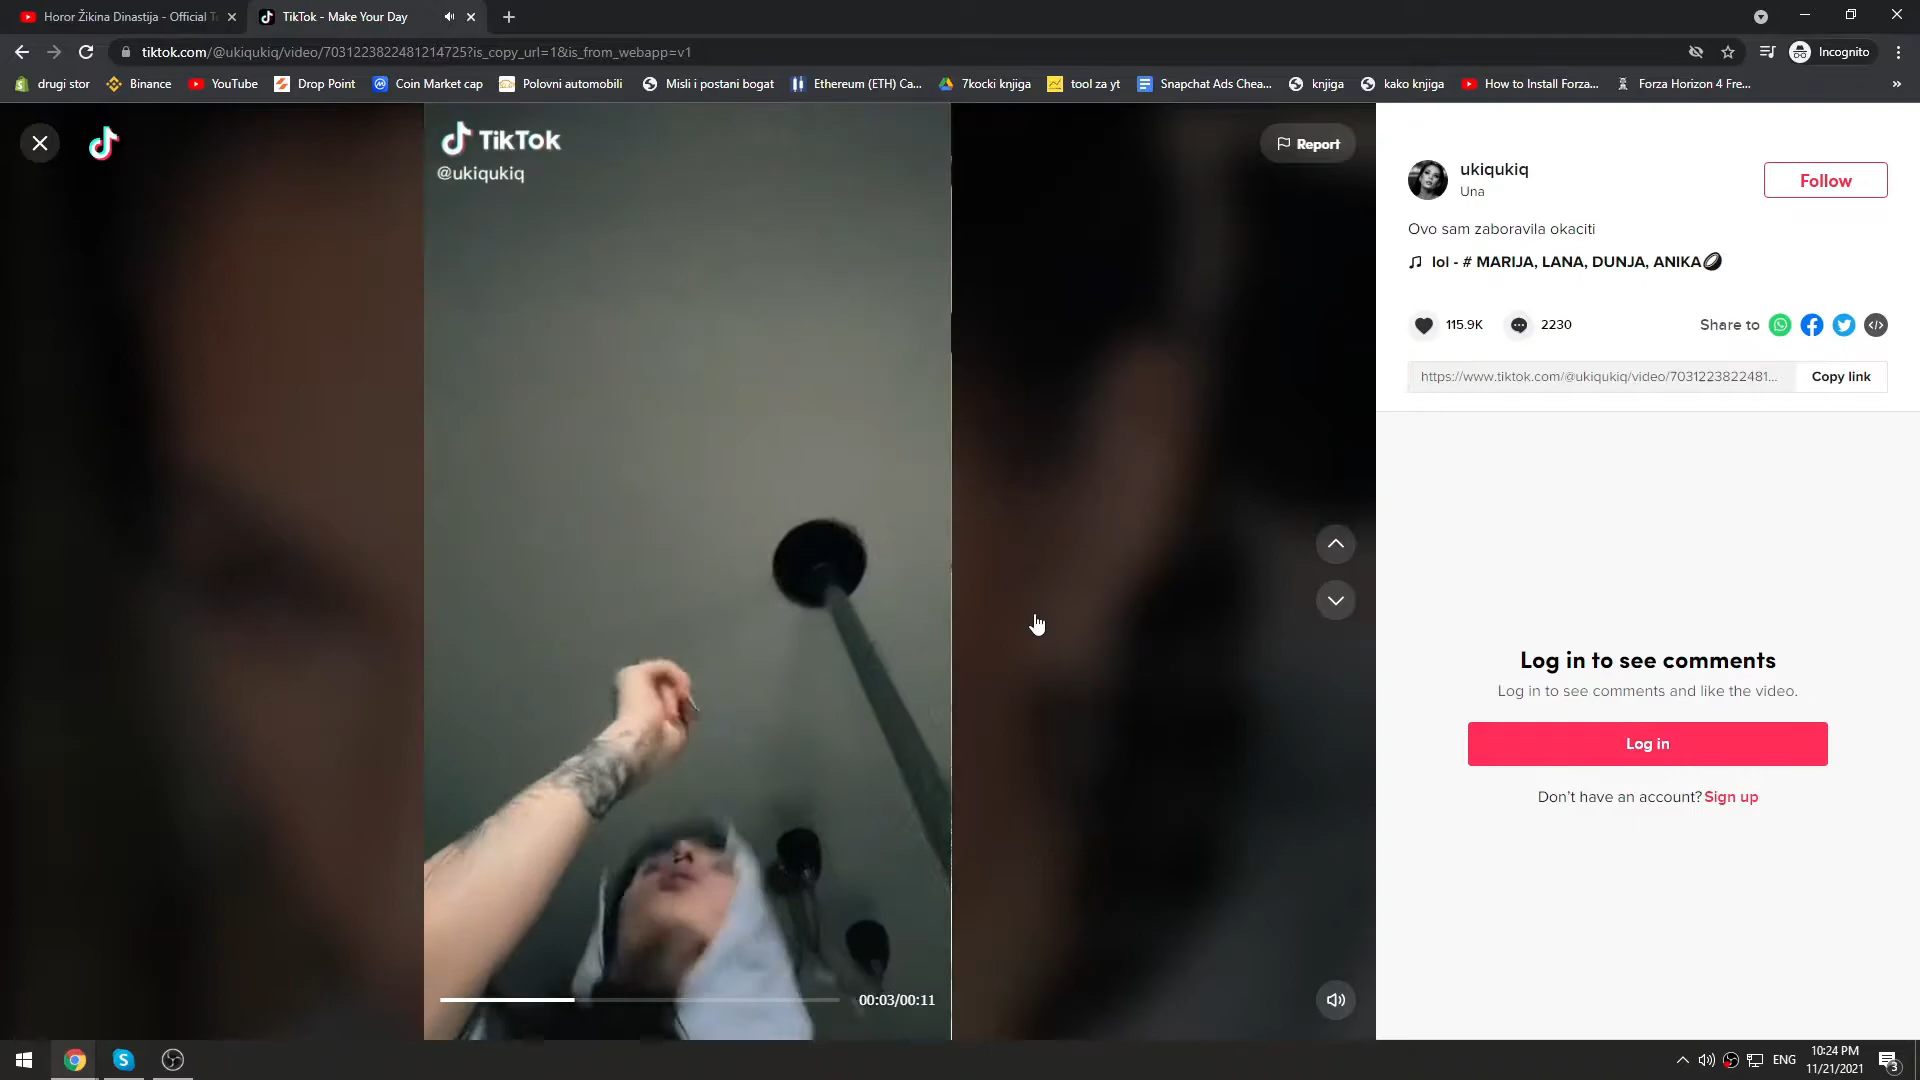 Horor Žikina Dinastija - Official T
TikTok - Make Your Day
tiktok.com/@ukiqukiq/video/7031223822481214725?is_copy_url=1&is_from_webapp=v1
Incognito
drugi stor
Binance
YouTube
Drop Point
Coin Market cap
Polovni automobili
Misli i postani bogat
Ethereum (ETH) Ca...
7kocki knjiga
tool za yt
Snapchat Ads Chea...
knjiga
kako knjiga
How to Install Forza...
Forza Horizon 4 Fre...
»
TikTok
@ukiqukiq
Report
ukiqukiq
Una
Follow
Ovo sam zaboravila okaciti
lol - # MARIJA, LANA, DUNJA, ANIKA
115.9K
2230
Share to
https://www.tiktok.com/@ukiqukiq/video/7031223822481...
Copy link
Log in to see comments
Log in to see comments and like the video.
Log in
Don't have an account? Sign up
00:03/00:11
ENG
10:24 PM
11/21/2021
3